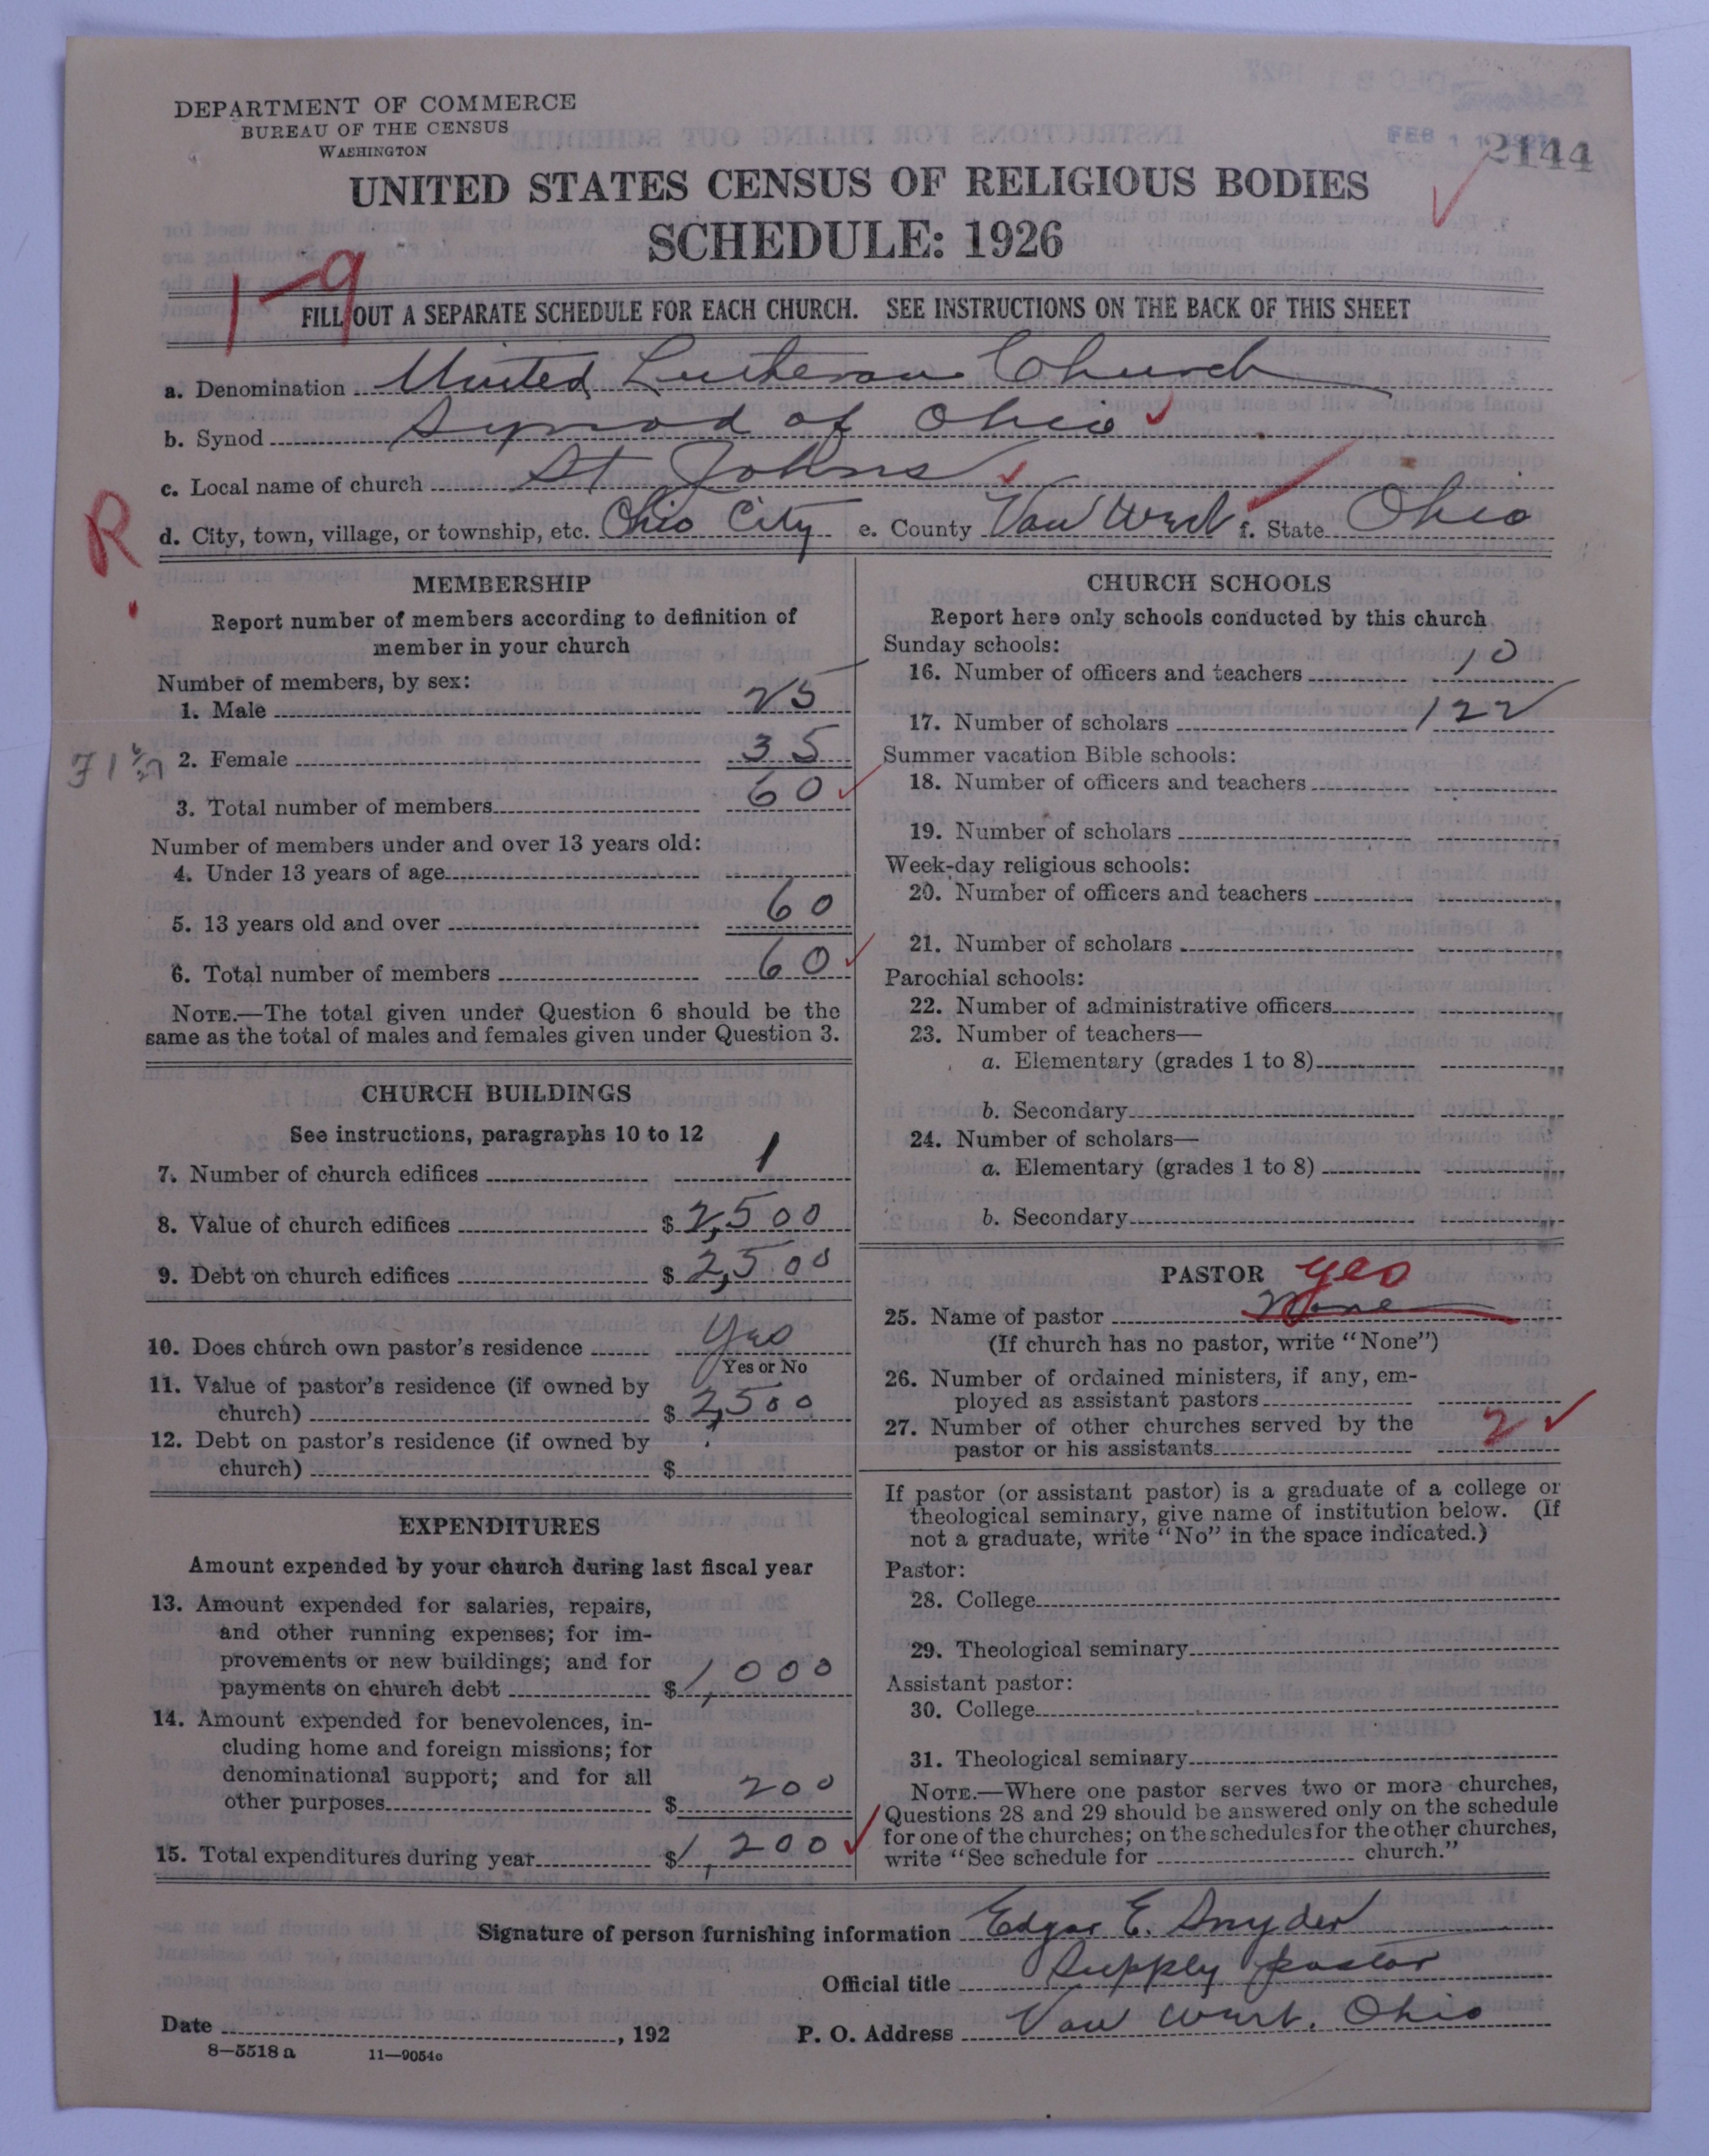 DEPARTMENT OF COMMERCE
BUREAU OF THE CENSUS
WASHINGTON
2144
UNITED STATES CENSUS OF RELIGIOUS BODIES
SCHEDULE: 1926
1-9
FILL OUT A SEPARATE SCHEDULE FOR EACH CHURCH. SEE INSTRUCTIONS ON THE BACK OF THIS SHEET
a. Denomination United Lutheran Church
b. Synod Synod of Ohio
c. Local name of church St Johns
R
d. City, town, village, or township, etc. Ohio City e. County Van Wert f. State Ohio
MEMBERSHIP
Report number of members according to definition of
member in your church
Number of members, by sex:
1. Male 25
2. Female 35
3. Total number of members 60
Number of members under and over 13 years old:
4. Under 13 years of age
5. 13 years old and over 60
6. Total number of members 60
NOTE.—The total given under Question 6 should be the
same as the total of males and females given under Question 3.
CHURCH BUILDINGS
See instructions, paragraphs 10 to 12
7. Number of church edifices 1
8. Value of church edifices $ 2,500
9. Debt on church edifices $ 2,500
10. Does church own pastor's residence Yes
Yes or No
11. Value of pastor's residence (if owned by
church) $ 2,500
12. Debt on pastor's residence (if owned by
church) $
EXPENDITURES
Amount expended by your church during last fiscal year
13. Amount expended for salaries, repairs,
and other running expenses; for im-
provements or new buildings; and for
payments on church debt $ 1,000
14. Amount expended for benevolences, in-
cluding home and foreign missions; for
denominational support; and for all
other purposes $ 200
15. Total expenditures during year $ 1,200
CHURCH SCHOOLS
Report here only schools conducted by this church
Sunday schools:
16. Number of officers and teachers 10
17. Number of scholars 122
Summer vacation Bible schools:
18. Number of officers and teachers
19. Number of scholars
Week-day religious schools:
20. Number of officers and teachers
21. Number of scholars
Parochial schools:
22. Number of administrative officers
23. Number of teachers—
a. Elementary (grades 1 to 8)
b. Secondary
24. Number of scholars—
a. Elementary (grades 1 to 8)
b. Secondary
PASTOR yes
25. Name of pastor None
(If church has no pastor, write "None")
26. Number of ordained ministers, if any, em-
ployed as assistant pastors
27. Number of other churches served by the
pastor or his assistants 2
If pastor (or assistant pastor) is a graduate of a college or
theological seminary, give name of institution below. (If
not a graduate, write "No" in the space indicated.)
Pastor:
28. College
29. Theological seminary
Assistant pastor:
30. College
31. Theological seminary
NOTE.—Where one pastor serves two or more churches,
Questions 28 and 29 should be answered only on the schedule
for one of the churches; on the schedules for the other churches,
write "See schedule for church."
Signature of person furnishing information Edgar E. Snyder
Official title Supply pastor
Date , 192 P. O. Address Van Wert, Ohio
8—5518 a 11—9054c